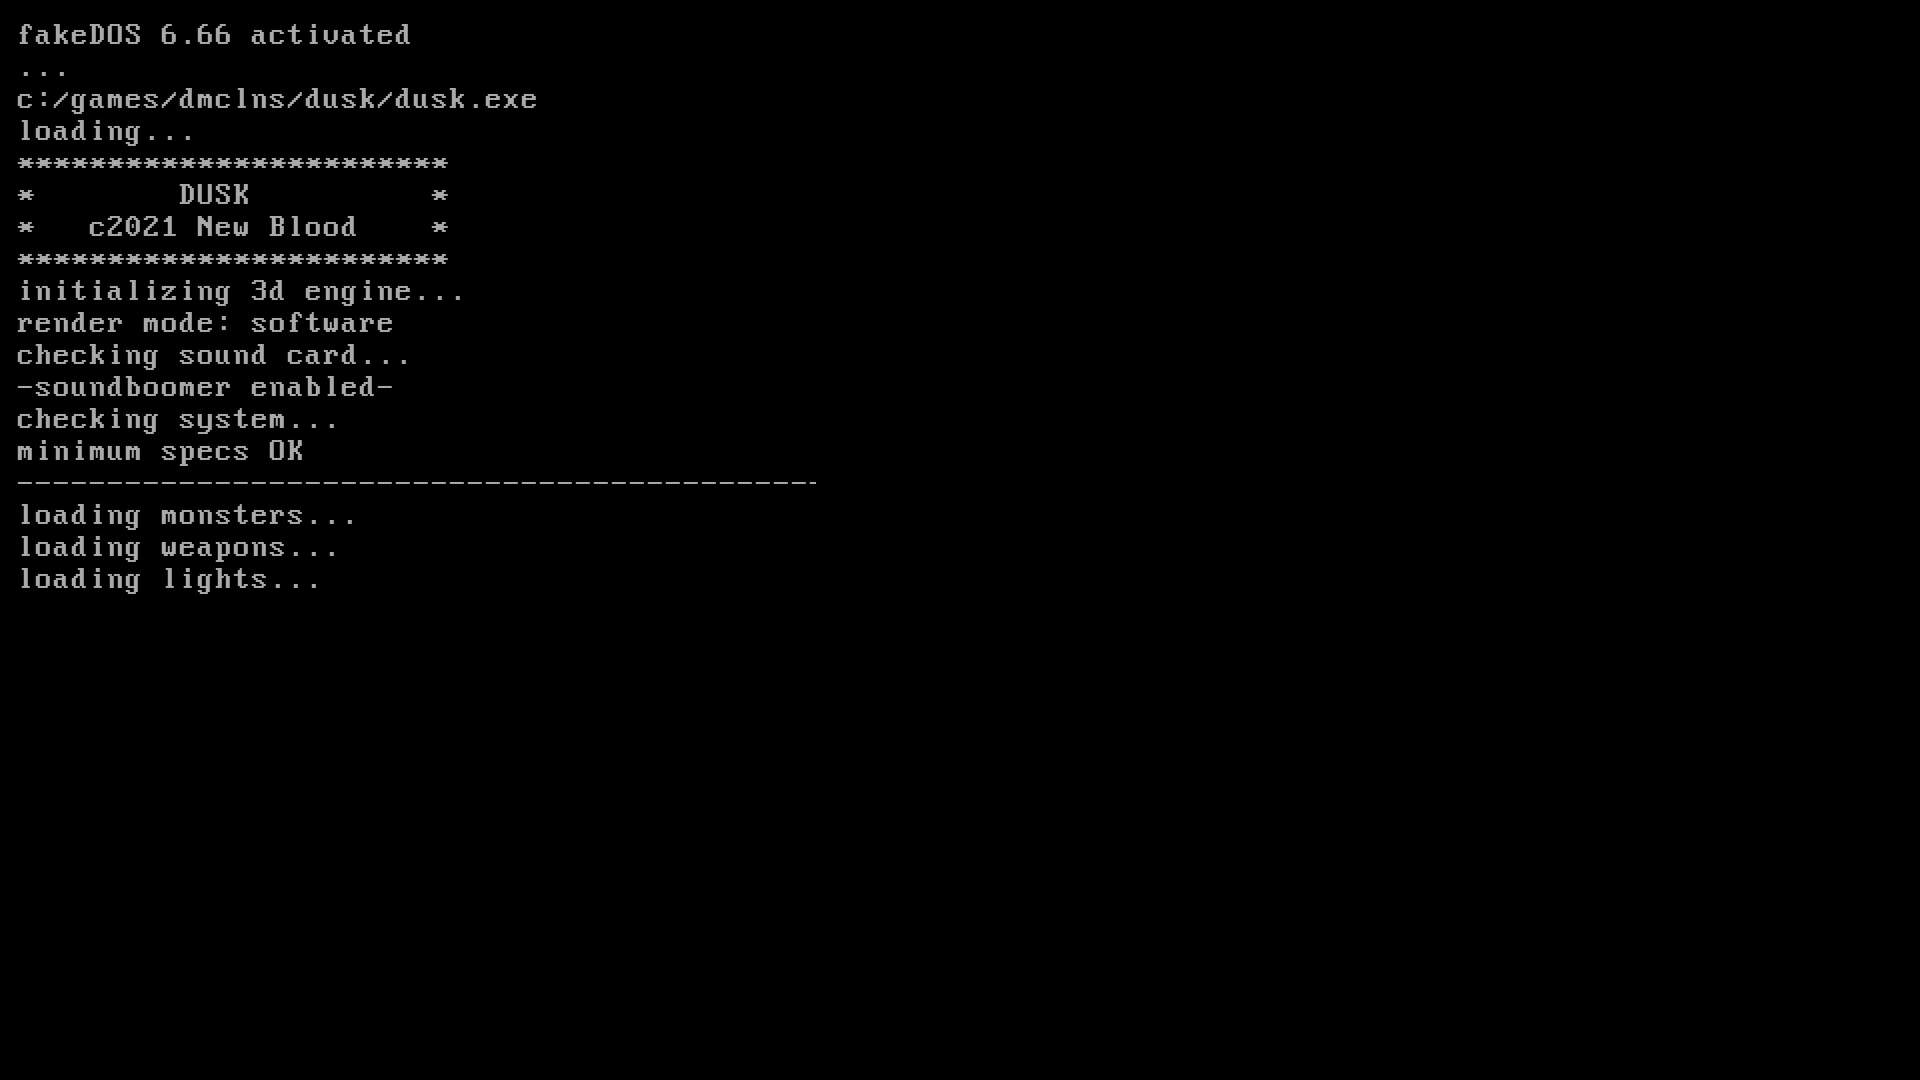 fakeDOS 6.66 activated
...
c:/games/dmclns/dusk/dusk.exe
loading...
************************
*        DUSK          *
*   c2021 New Blood    *
************************
initializing 3d engine...
render mode: software
checking sound card...
-soundboomer enabled-
checking system...
minimum specs OK
---------------------------------------------
loading monsters...
loading weapons...
loading lights...